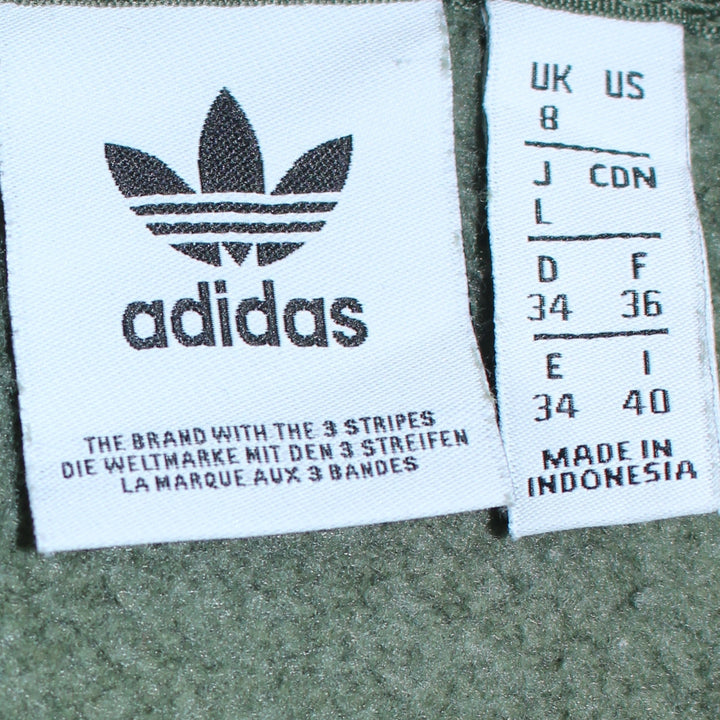 adidas
THE BRAND WITH THE 3 STRIPES
DIE WELTMARKE MIT DEN 3 STREIFEN
LA MARQUE AUX 3 BANDES
UK US
8
J CDN
L
D F
34 36
E I
34 40
MADE IN
INDONESIA